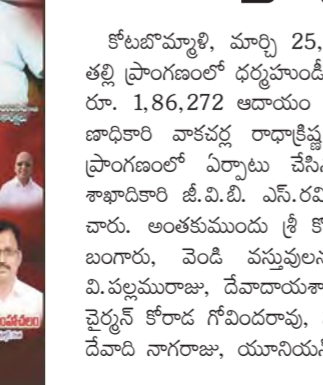 కోటబొమ్మాళి, మార్చి 25,
తల్లి ప్రాంగణంలో ధర్మహుండీ
రూ. 1,86,272 ఆదాయం
ణాధికారి వాకచర్ల రాధాక్రిష్ణ
ప్రాంగణంలో ఏర్పాటు చేసి
శాఖాదికారి జీ.వి.బి. ఎస్.రవి
చారు. అంతకుముందు శ్రీ కో
బంగారు, వెండి వస్తువుల
వి.పల్లమురాజు, దేవాదాయశా
చైర్మన్ కోరాడ గోవిందరావు,
దేవాది నాగరాజు, యూనియన్
ంహాచలం